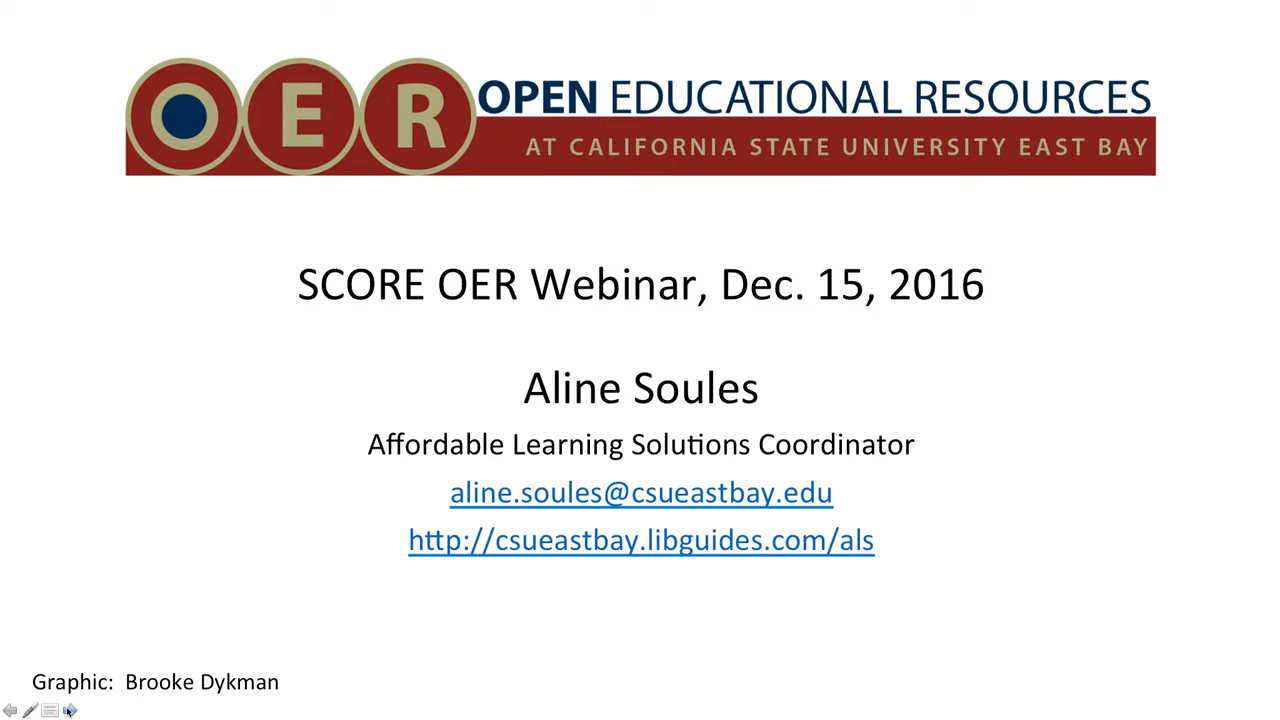 OER OPEN EDUCATIONAL RESOURCES
AT CALIFORNIA STATE UNIVERSITY EAST BAY
SCORE OER Webinar, Dec. 15, 2016
Aline Soules
Affordable Learning Solutions Coordinator
aline.soules@csueastbay.edu
http://csueastbay.libguides.com/als
Graphic: Brooke Dykman